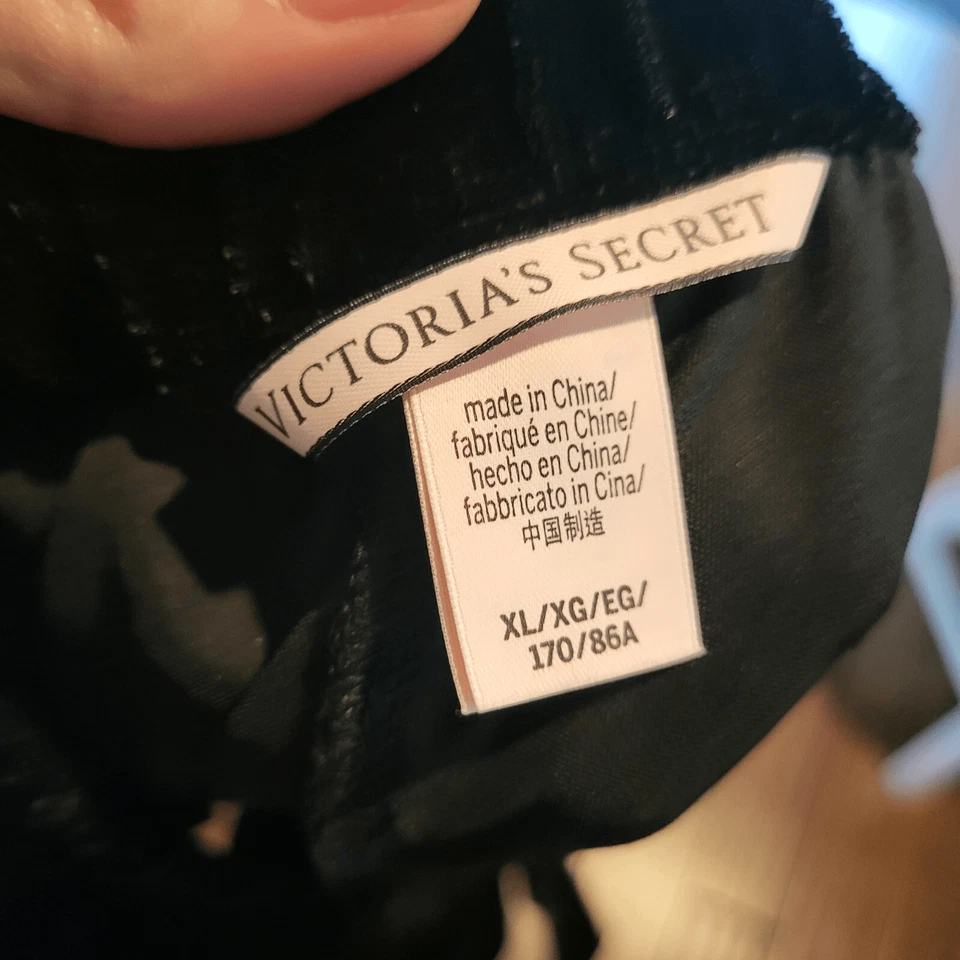 VICTORIA'S SECRET
made in China/
fabriqué en Chine/
hecho en China/
fabbricato in Cina/
中国制造
XL/XG/EG/
170/86A